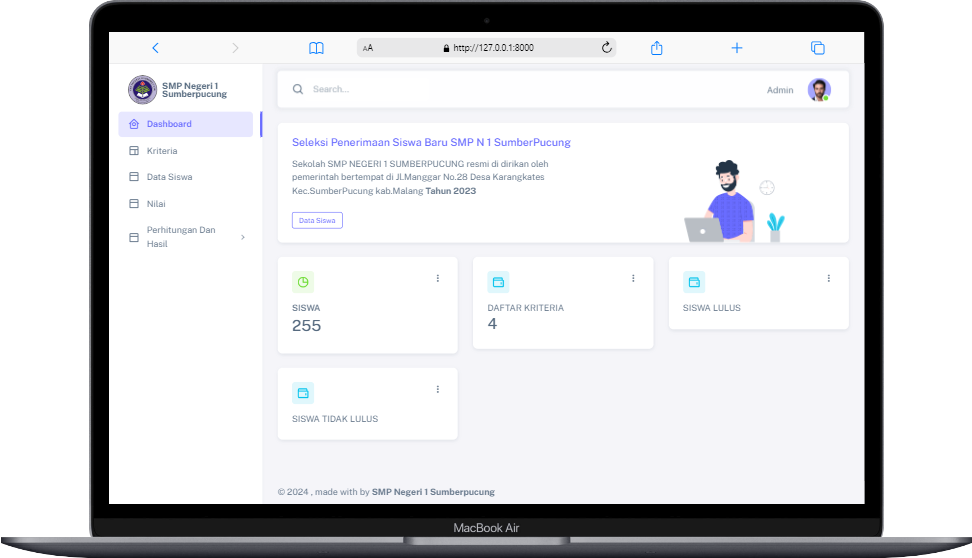 AA
http://127.0.0.1:8000
SMP Negeri 1
Sumberpucung
Search...
Admin
Dashboard
Kriteria
Data Siswa
Nilai
Perhitungan Dan
Hasil
Seleksi Penerimaan Siswa Baru SMP N 1 SumberPucung
Sekolah SMP NEGERI 1 SUMBERPUCUNG resmi di dirikan oleh
pemerintah bertempat di Jl.Manggar No.28 Desa Karangkates
Kec.SumberPucung kab.Malang Tahun 2023
Data Siswa
SISWA
255
DAFTAR KRITERIA
4
SISWA LULUS
SISWA TIDAK LULUS
© 2024 , made with by SMP Negeri 1 Sumberpucung
MacBook Air